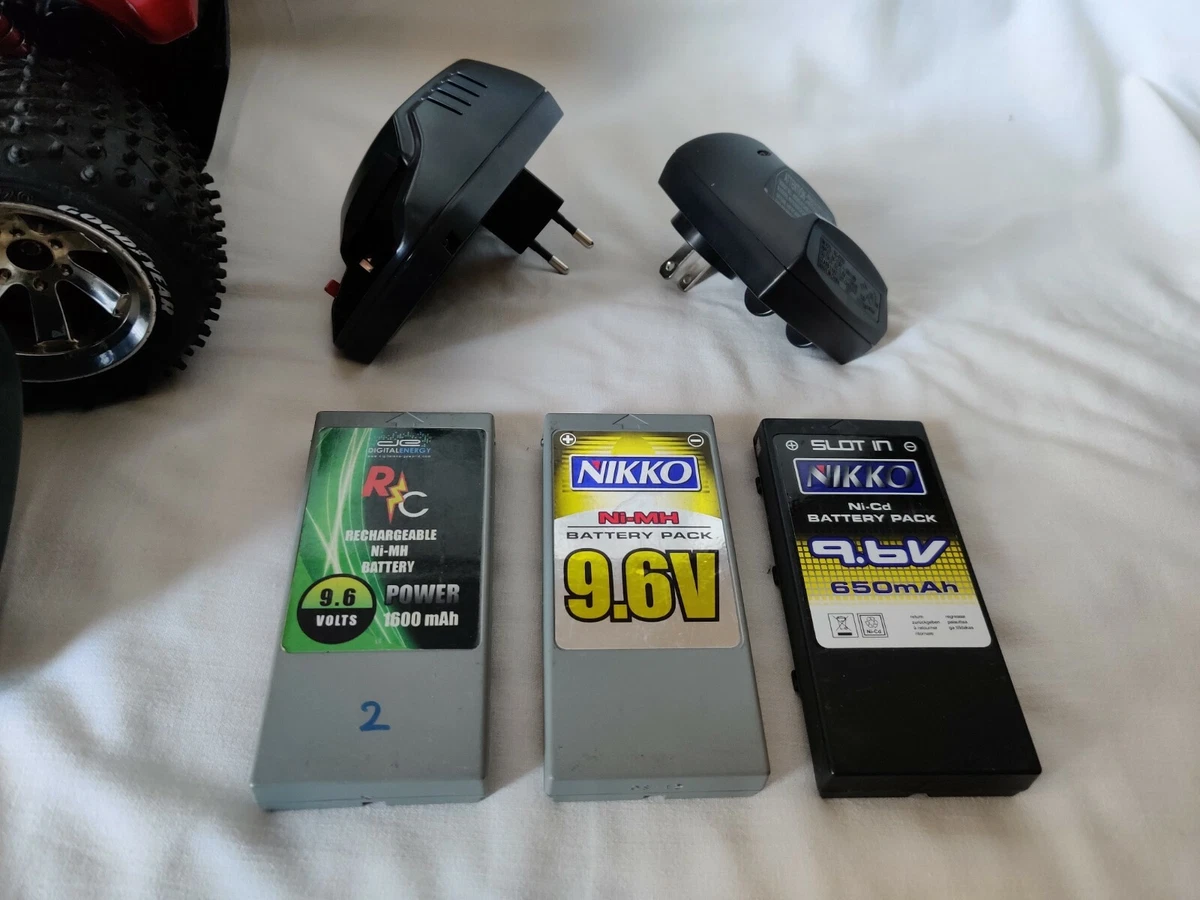 GOODYEAR
de
DIGITALENERGY
RC
RECHARGEABLE
Ni-MH
BATTERY
9.6
VOLTS
POWER
1600 mAh
2
NIKKO
Ni-MH
BATTERY PACK
9.6V
SLOT IN
NIKKO
Ni-Cd
BATTERY PACK
9.6V
650mAh
Ni-Cd